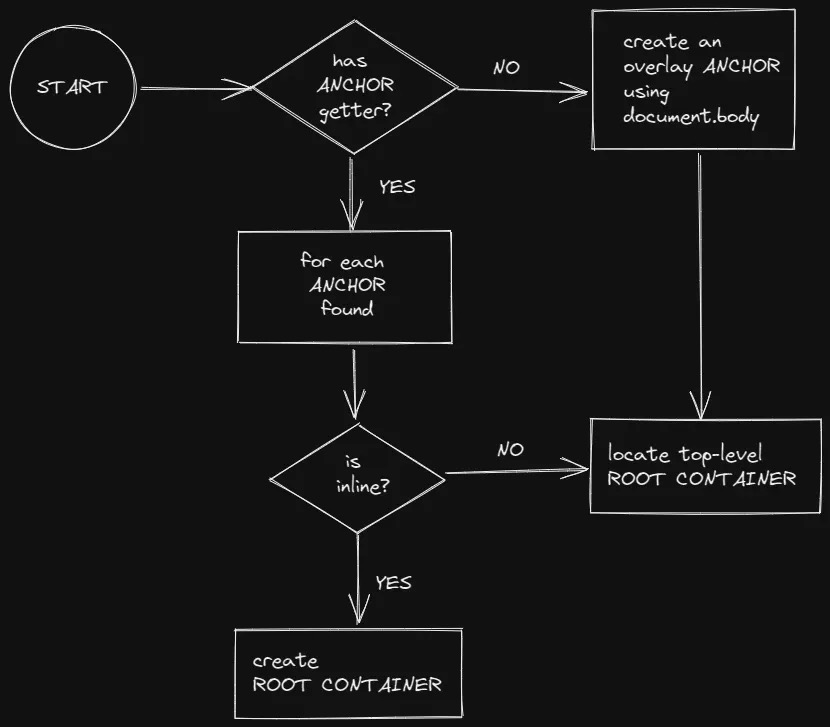 START
has
ANCHOR
getter?
NO
create an
overlay ANCHOR
using
document.body
YES
for each
ANCHOR
found
is
inline?
NO
locate top-level
ROOT CONTAINER
YES
create
ROOT CONTAINER